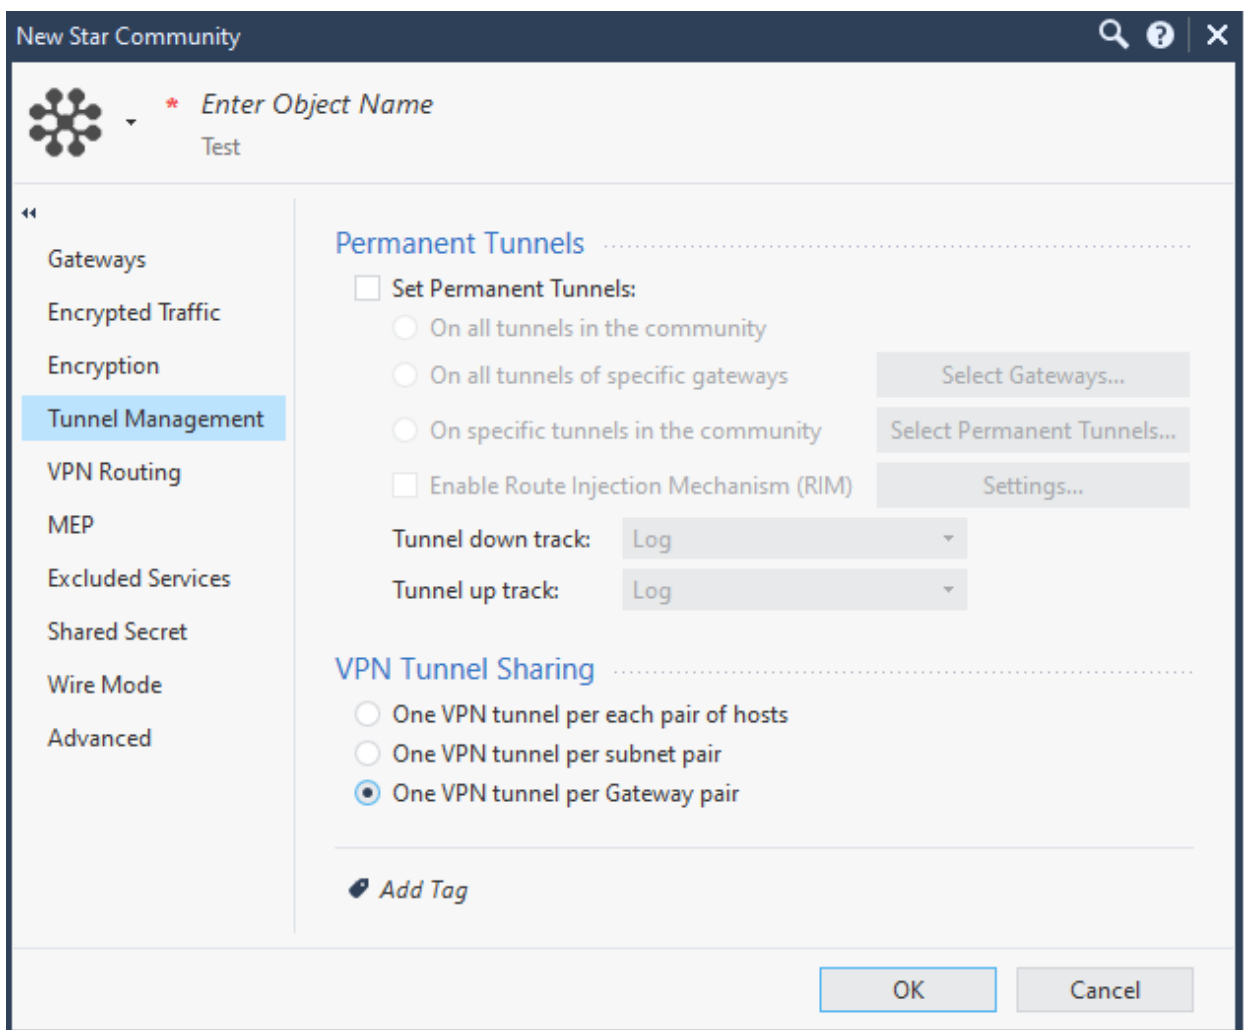 New Star Community
* Enter Object Name
Test
Gateways
Encrypted Traffic
Encryption
Tunnel Management
VPN Routing
MEP
Excluded Services
Shared Secret
Wire Mode
Advanced
Permanent Tunnels
Set Permanent Tunnels:
On all tunnels in the community
On all tunnels of specific gateways Select Gateways...
On specific tunnels in the community Select Permanent Tunnels...
Enable Route Injection Mechanism (RIM) Settings...
Tunnel down track: Log
Tunnel up track: Log
VPN Tunnel Sharing
One VPN tunnel per each pair of hosts
One VPN tunnel per subnet pair
One VPN tunnel per Gateway pair
Add Tag
OK Cancel